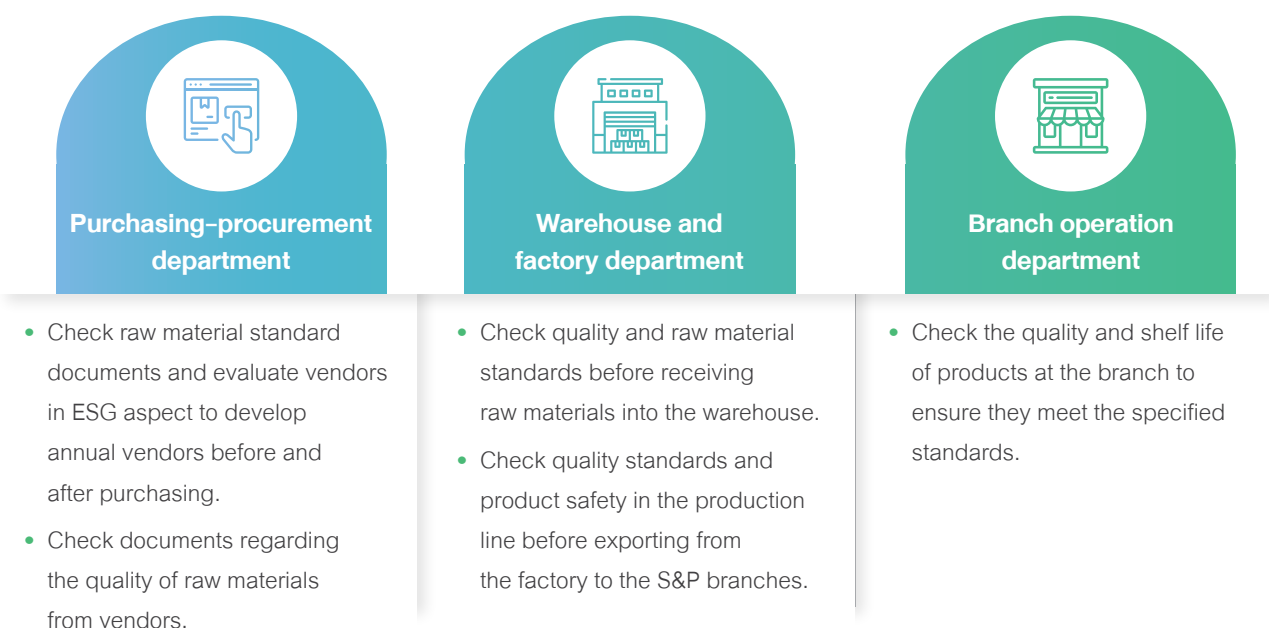 Purchasing-procurement
department
• Check raw material standard
documents and evaluate vendors
in ESG aspect to develop
annual vendors before and
after purchasing.
• Check documents regarding
the quality of raw materials
from vendors.
Warehouse and
factory department
• Check quality and raw material
standards before receiving
raw materials into the warehouse.
• Check quality standards and
product safety in the production
line before exporting from
the factory to the S&P branches.
Branch operation
department
• Check the quality and shelf life
of products at the branch to
ensure they meet the specified
standards.